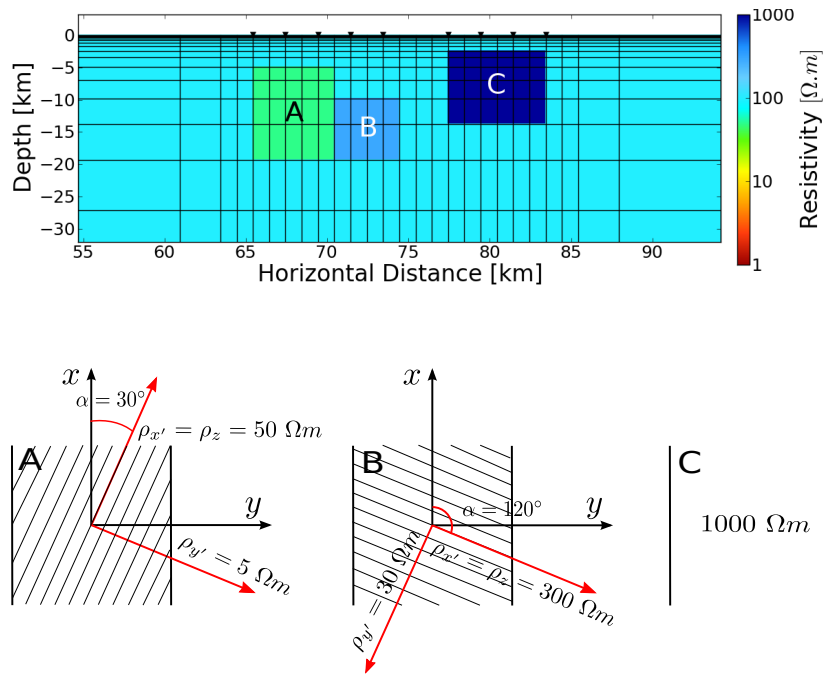 0
−5
−10
−15
−20
−25
−30
Depth [km]
A
B
C
55
60
65
70
75
80
85
90
Horizontal Distance [km]
1000
100
10
1
Resistivity [Ω.m]
x
α = 30°
ρx′ = ρz = 50 Ωm
A
y
ρy′ = 5 Ωm
x
B
α = 120°
y
ρx′ = ρz = 300 Ωm
ρy′ = 30 Ωm
C
1000 Ωm